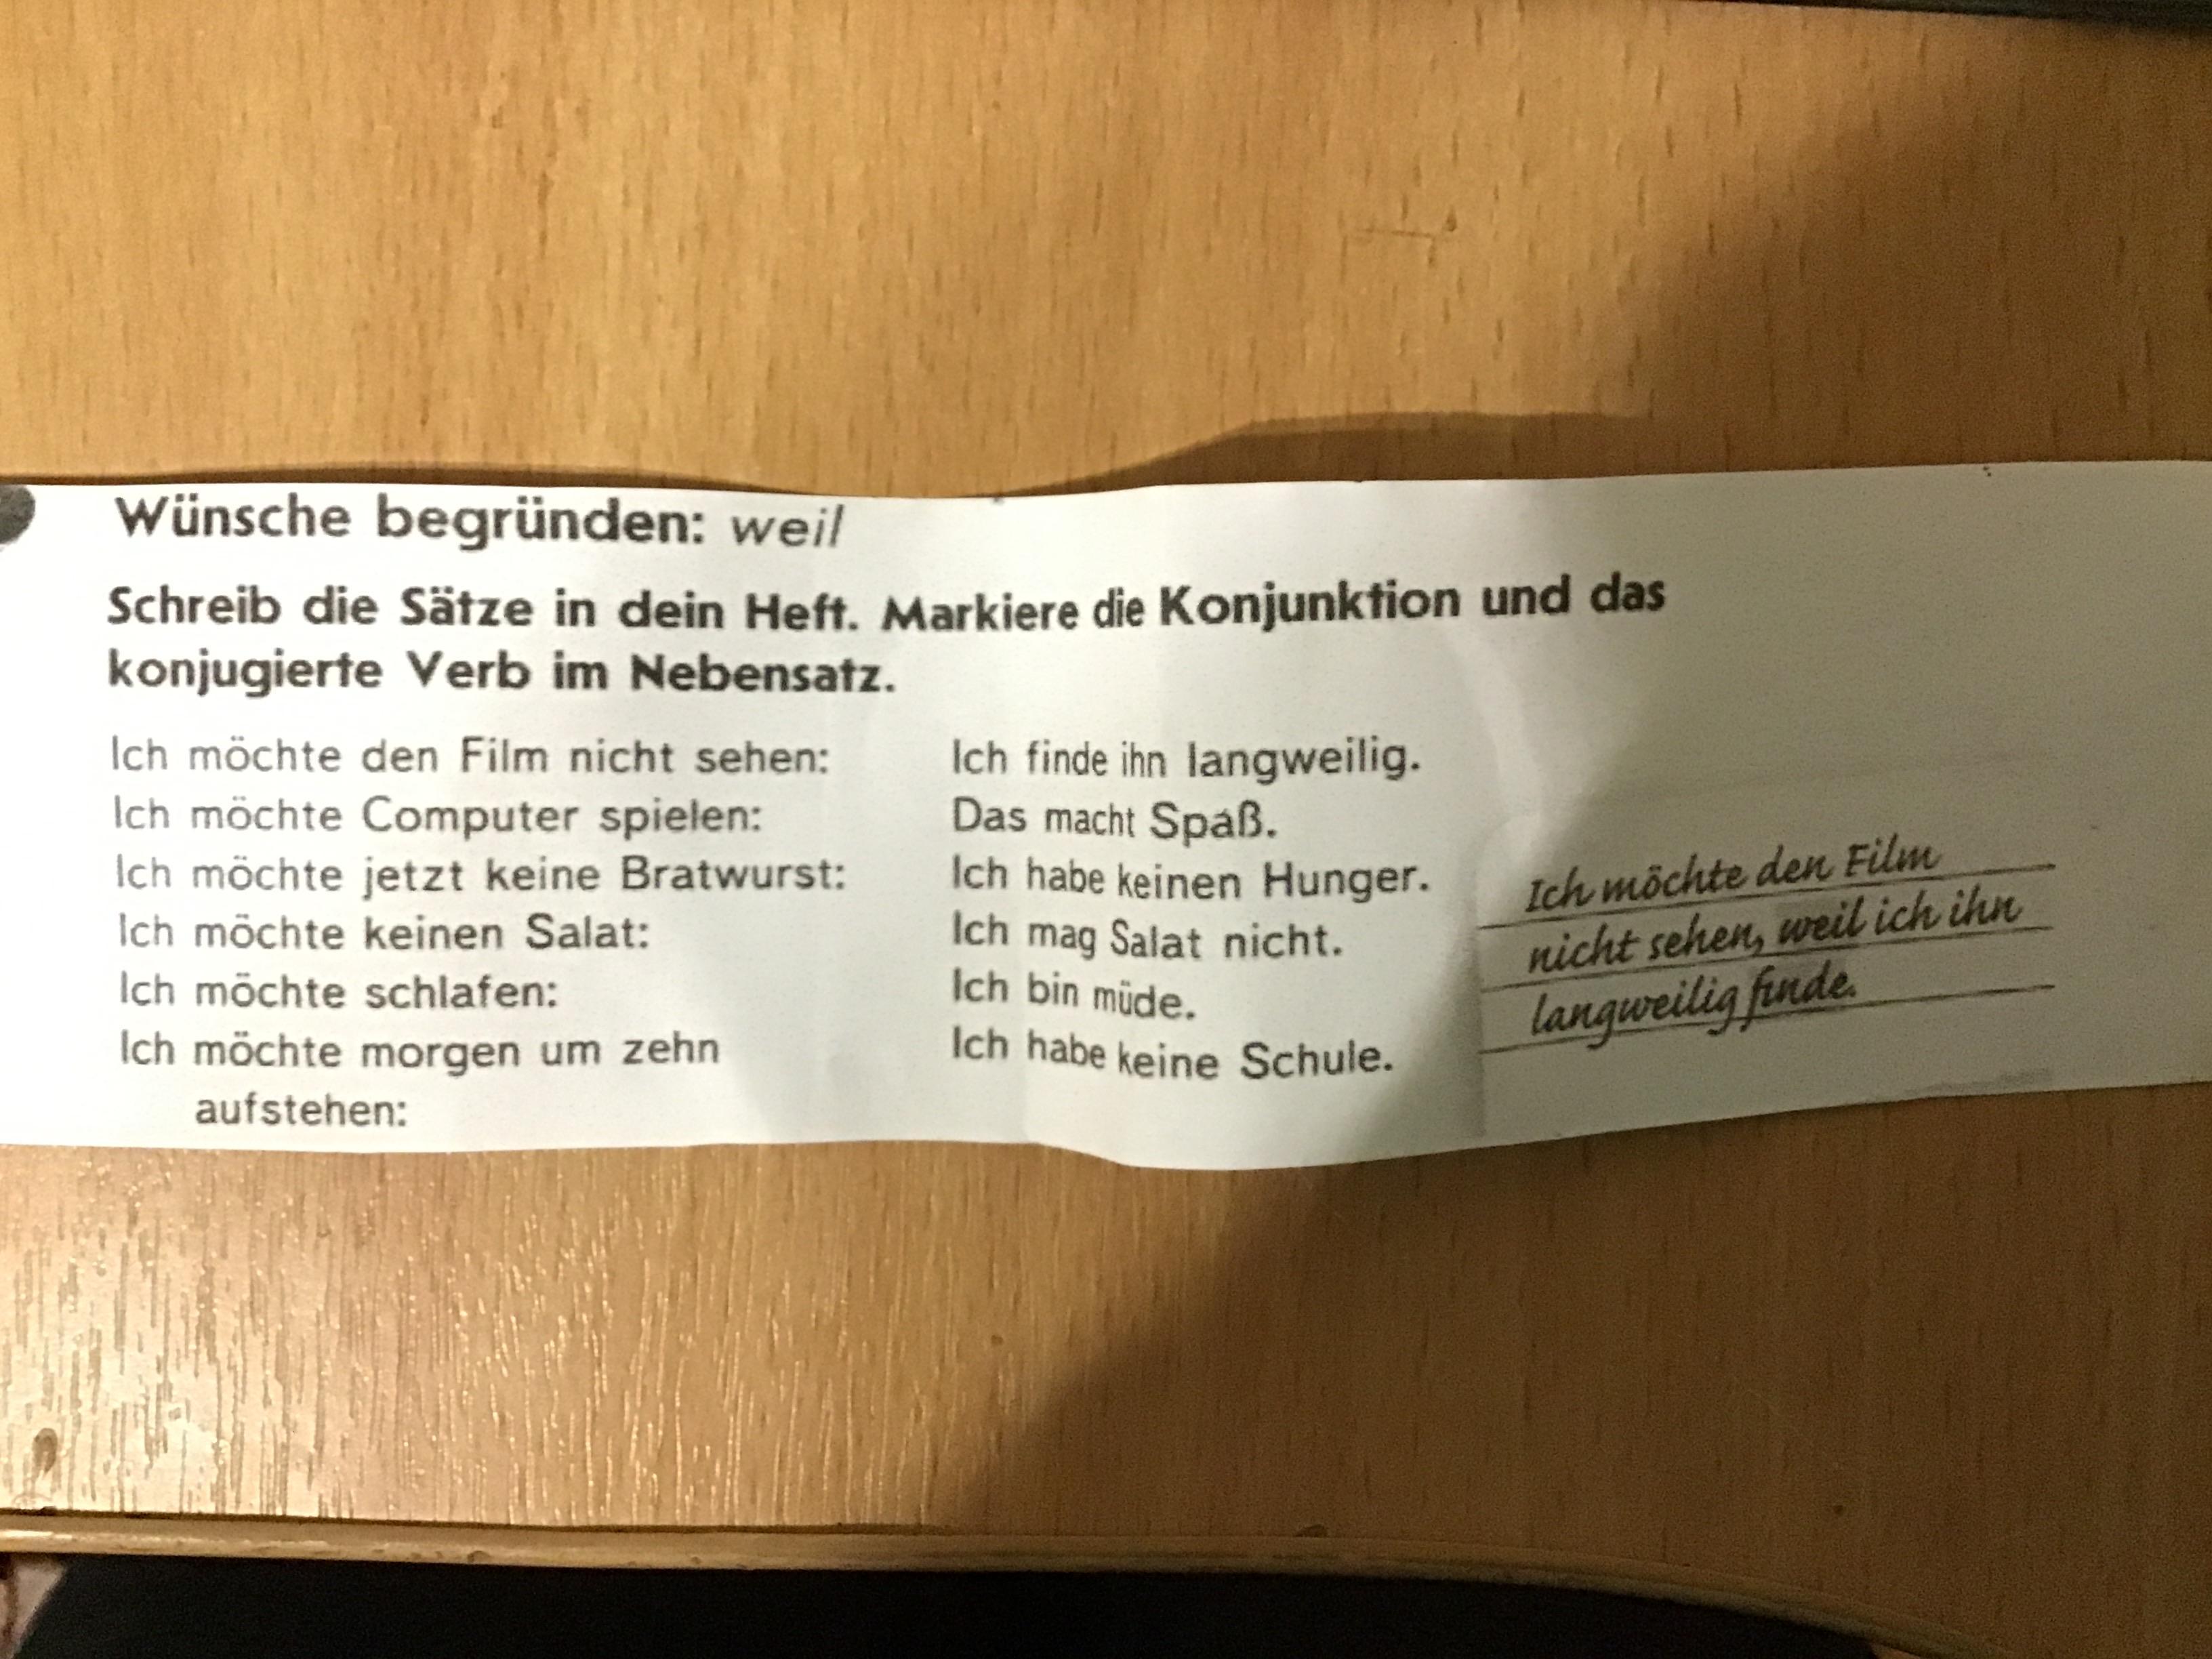 Wünsche begründen: weil
Schreib die Sätze in dein Heft. Markiere die Konjunktion und das
konjugierte Verb im Nebensatz.
Ich möchte den Film nicht sehen: Ich finde ihn langweilig.
Ich möchte Computer spielen: Das macht Spaß.
Ich möchte jetzt keine Bratwurst: Ich habe keinen Hunger.
Ich möchte keinen Salat: Ich mag Salat nicht.
Ich möchte schlafen: Ich bin müde.
Ich möchte morgen um zehn Ich habe keine Schule.
aufstehen:
Ich möchte den Film
nicht sehen, weil ich ihn
langweilig finde.